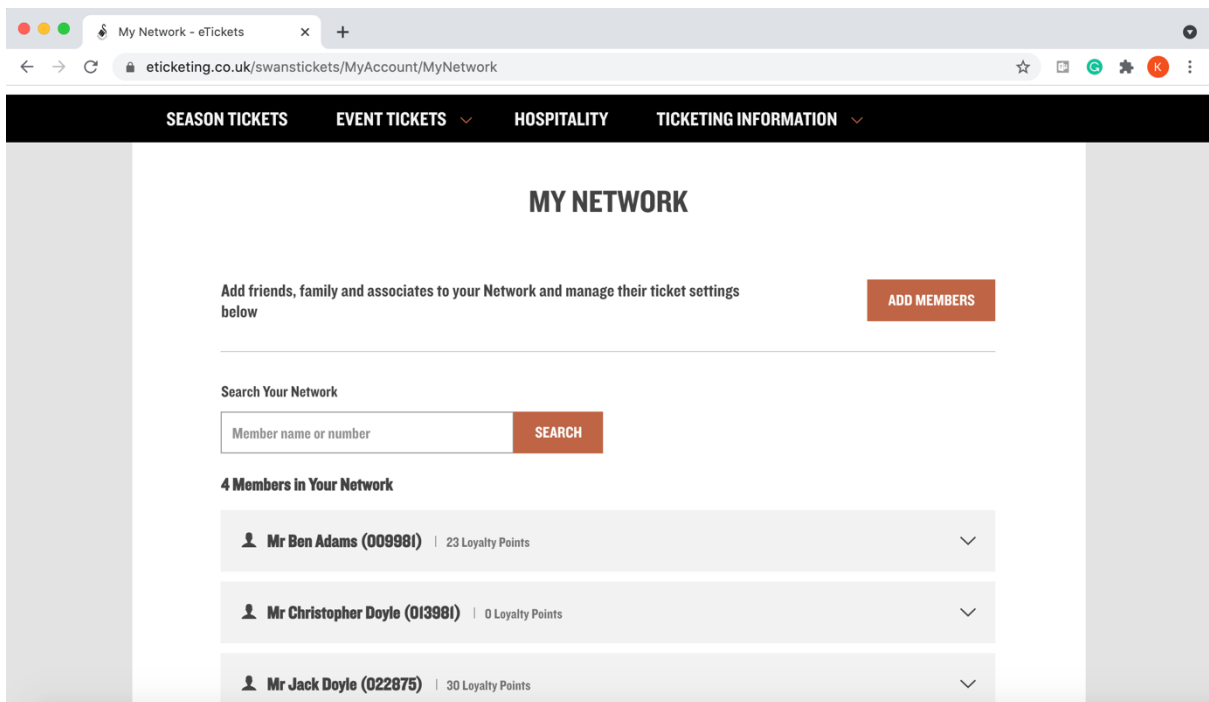 My Network - eTickets
eticketing.co.uk/swanstickets/MyAccount/MyNetwork
K
SEASON TICKETS EVENT TICKETS HOSPITALITY TICKETING INFORMATION
MY NETWORK
Add friends, family and associates to your Network and manage their ticket settings
below
ADD MEMBERS
Search Your Network
Member name or number SEARCH
4 Members in Your Network
Mr Ben Adams (009981) | 23 Loyalty Points
Mr Christopher Doyle (013981) | 0 Loyalty Points
Mr Jack Doyle (022875) | 30 Loyalty Points